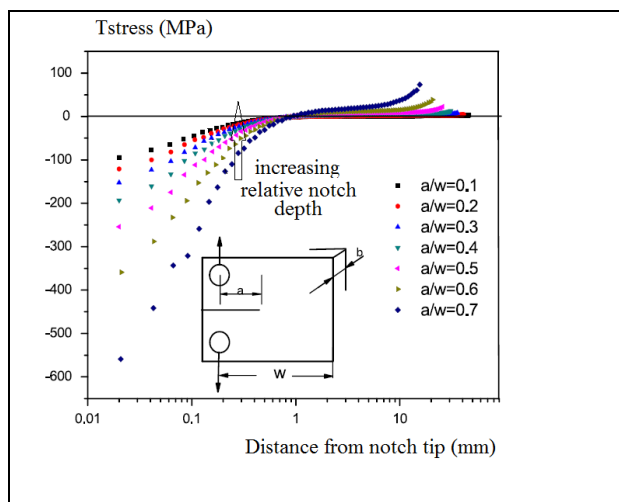 Tstress (MPa)
100
0
-100
-200
-300
-400
-500
-600
increasing
relative notch
depth
a/w=0.1
a/w=0.2
a/w=0.3
a/w=0.4
a/w=0.5
a/w=0.6
a/w=0.7
b
a
W
0.01
0.1
1
10
Distance from notch tip (mm)